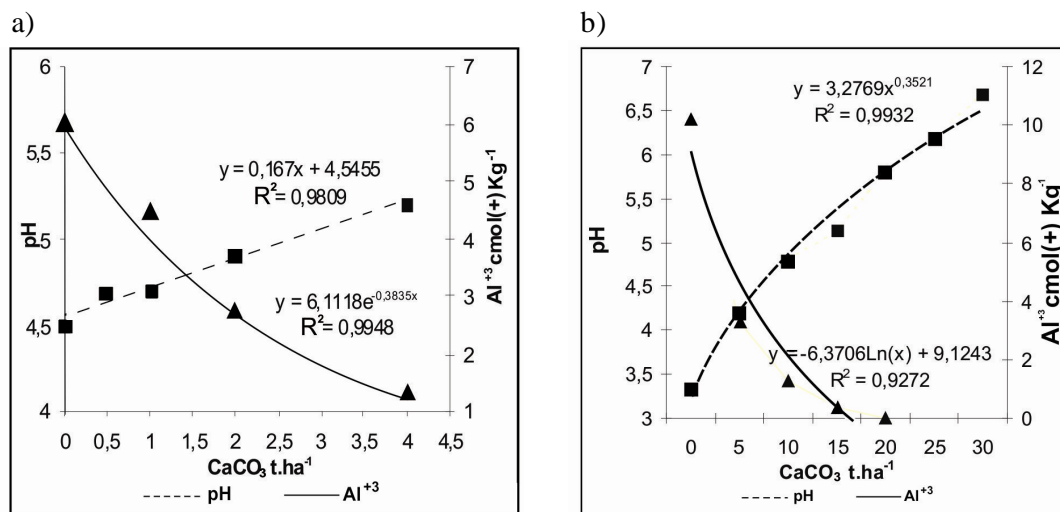 a)
6
5,5
5
4,5
4
pH
7
6
5
4
3
2
1
Al+3 cmol(+) Kg-1
y = 0,167x + 4,5455
R2 = 0,9809
y = 6,1118e-0,3835x
R2 = 0,9948
0 0,5 1 1,5 2 2,5 3 3,5 4 4,5
CaCO3 t.ha-1
pH Al+3
b)
7
6,5
6
5,5
5
4,5
4
3,5
3
pH
12
10
8
6
4
2
0
Al+3 cmol(+) Kg-1
y = 3,2769x0,3521
R2 = 0,9932
y = -6,3706Ln(x) + 9,1243
R2 = 0,9272
0 5 10 15 20 25 30
CaCO3 t.ha-1
pH Al+3